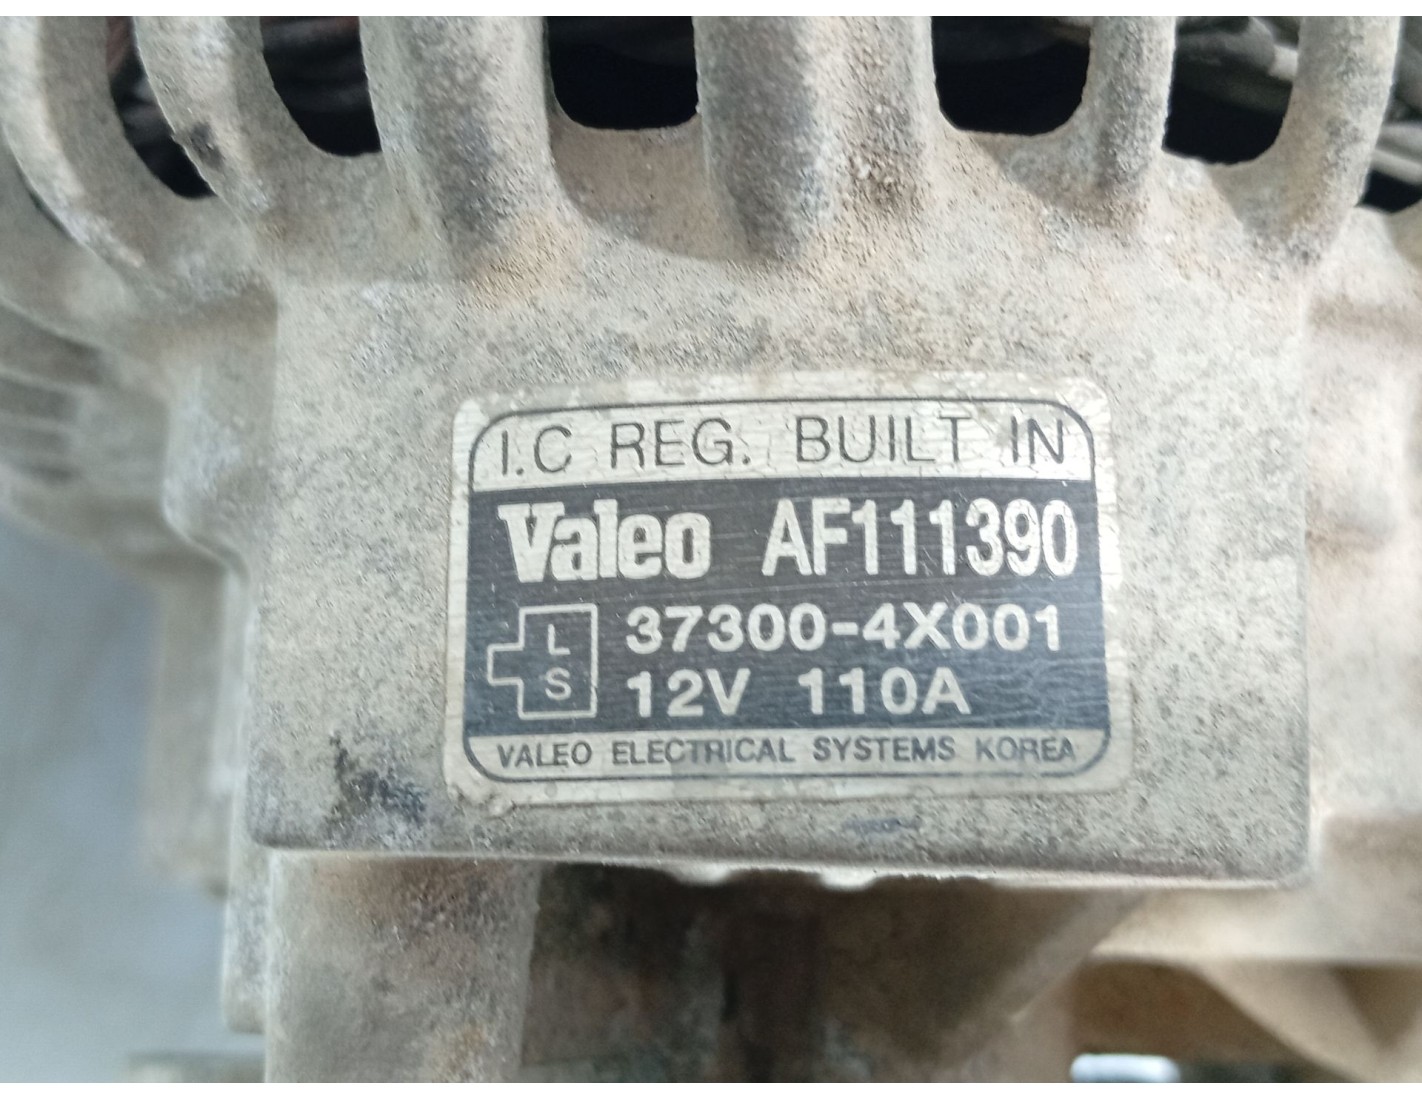 I.C REG. BUILT IN
Valeo AF111390
L
S
37300-4X001
12V 110A
VALEO ELECTRICAL SYSTEMS KOREA